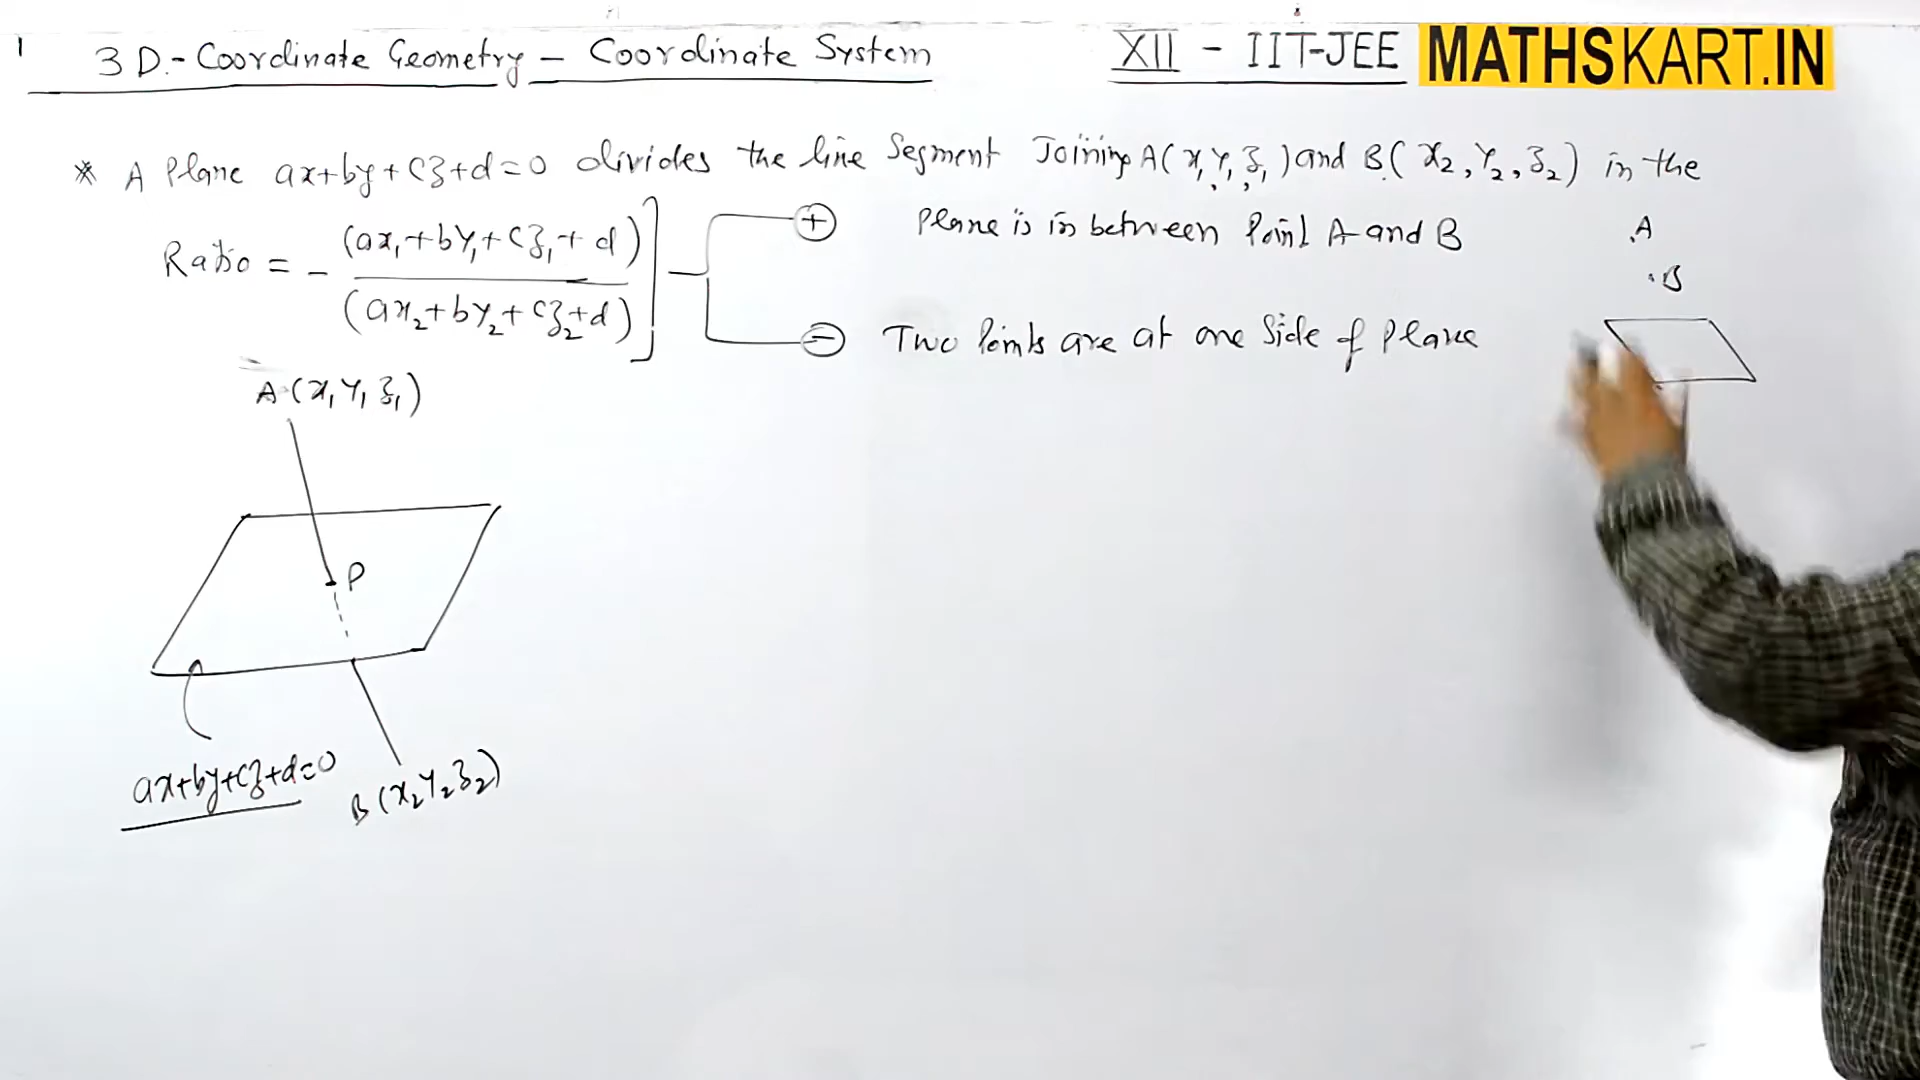 1
3D.-Coordinate Geometry - Coordinate System
XII - IIT-JEE MATHSKART.IN
* A Plane ax+by+cz+d=0 divides the line Segment Joining A(x₁,y₁,z₁) and B(x₂,y₂,z₂) in the
Ratio = - (ax₁+by₁+cz₁+d)
(ax₂+by₂+cz₂+d)
+ Plane is in between Point A and B
- Two Points are at one Side of Plane
.A
.B
A(x₁ y₁ z₁)
P
ax+by+cz+d=0
B(x₂ y₂ z₂)